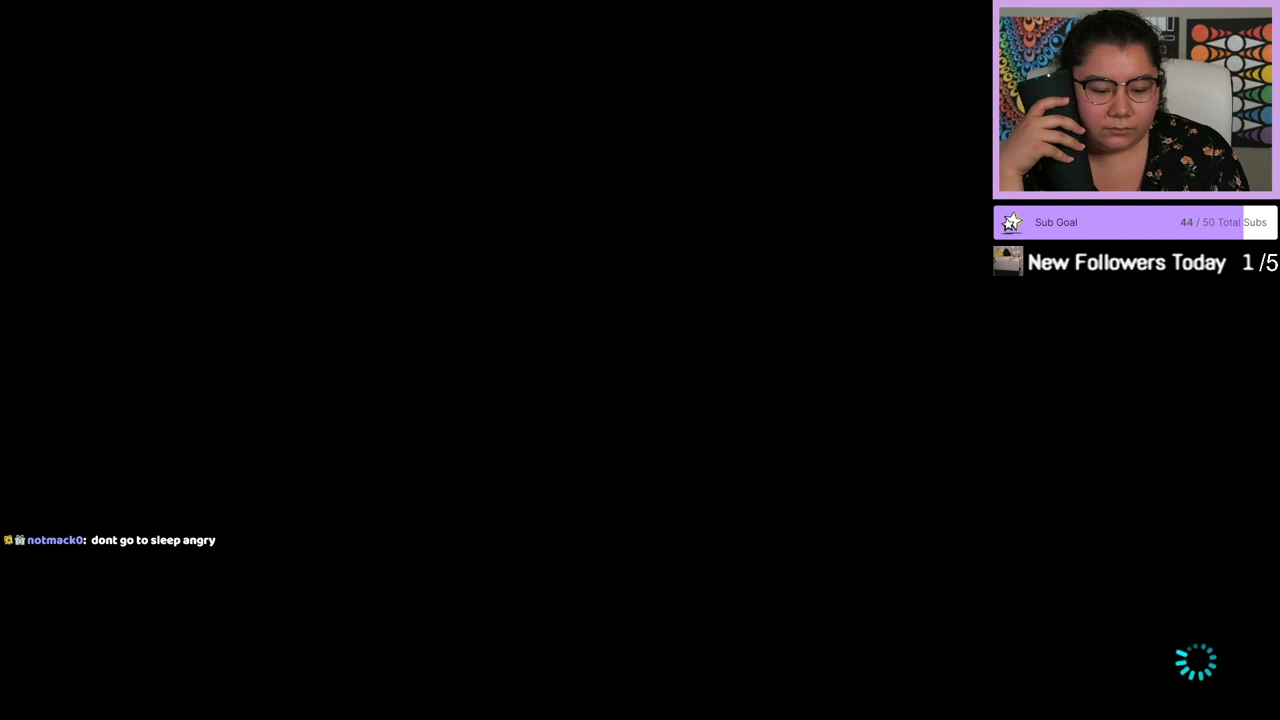 Sub Goal 44 / 50 Total Subs
New Followers Today 1 /5
notmack0: dont go to sleep angry